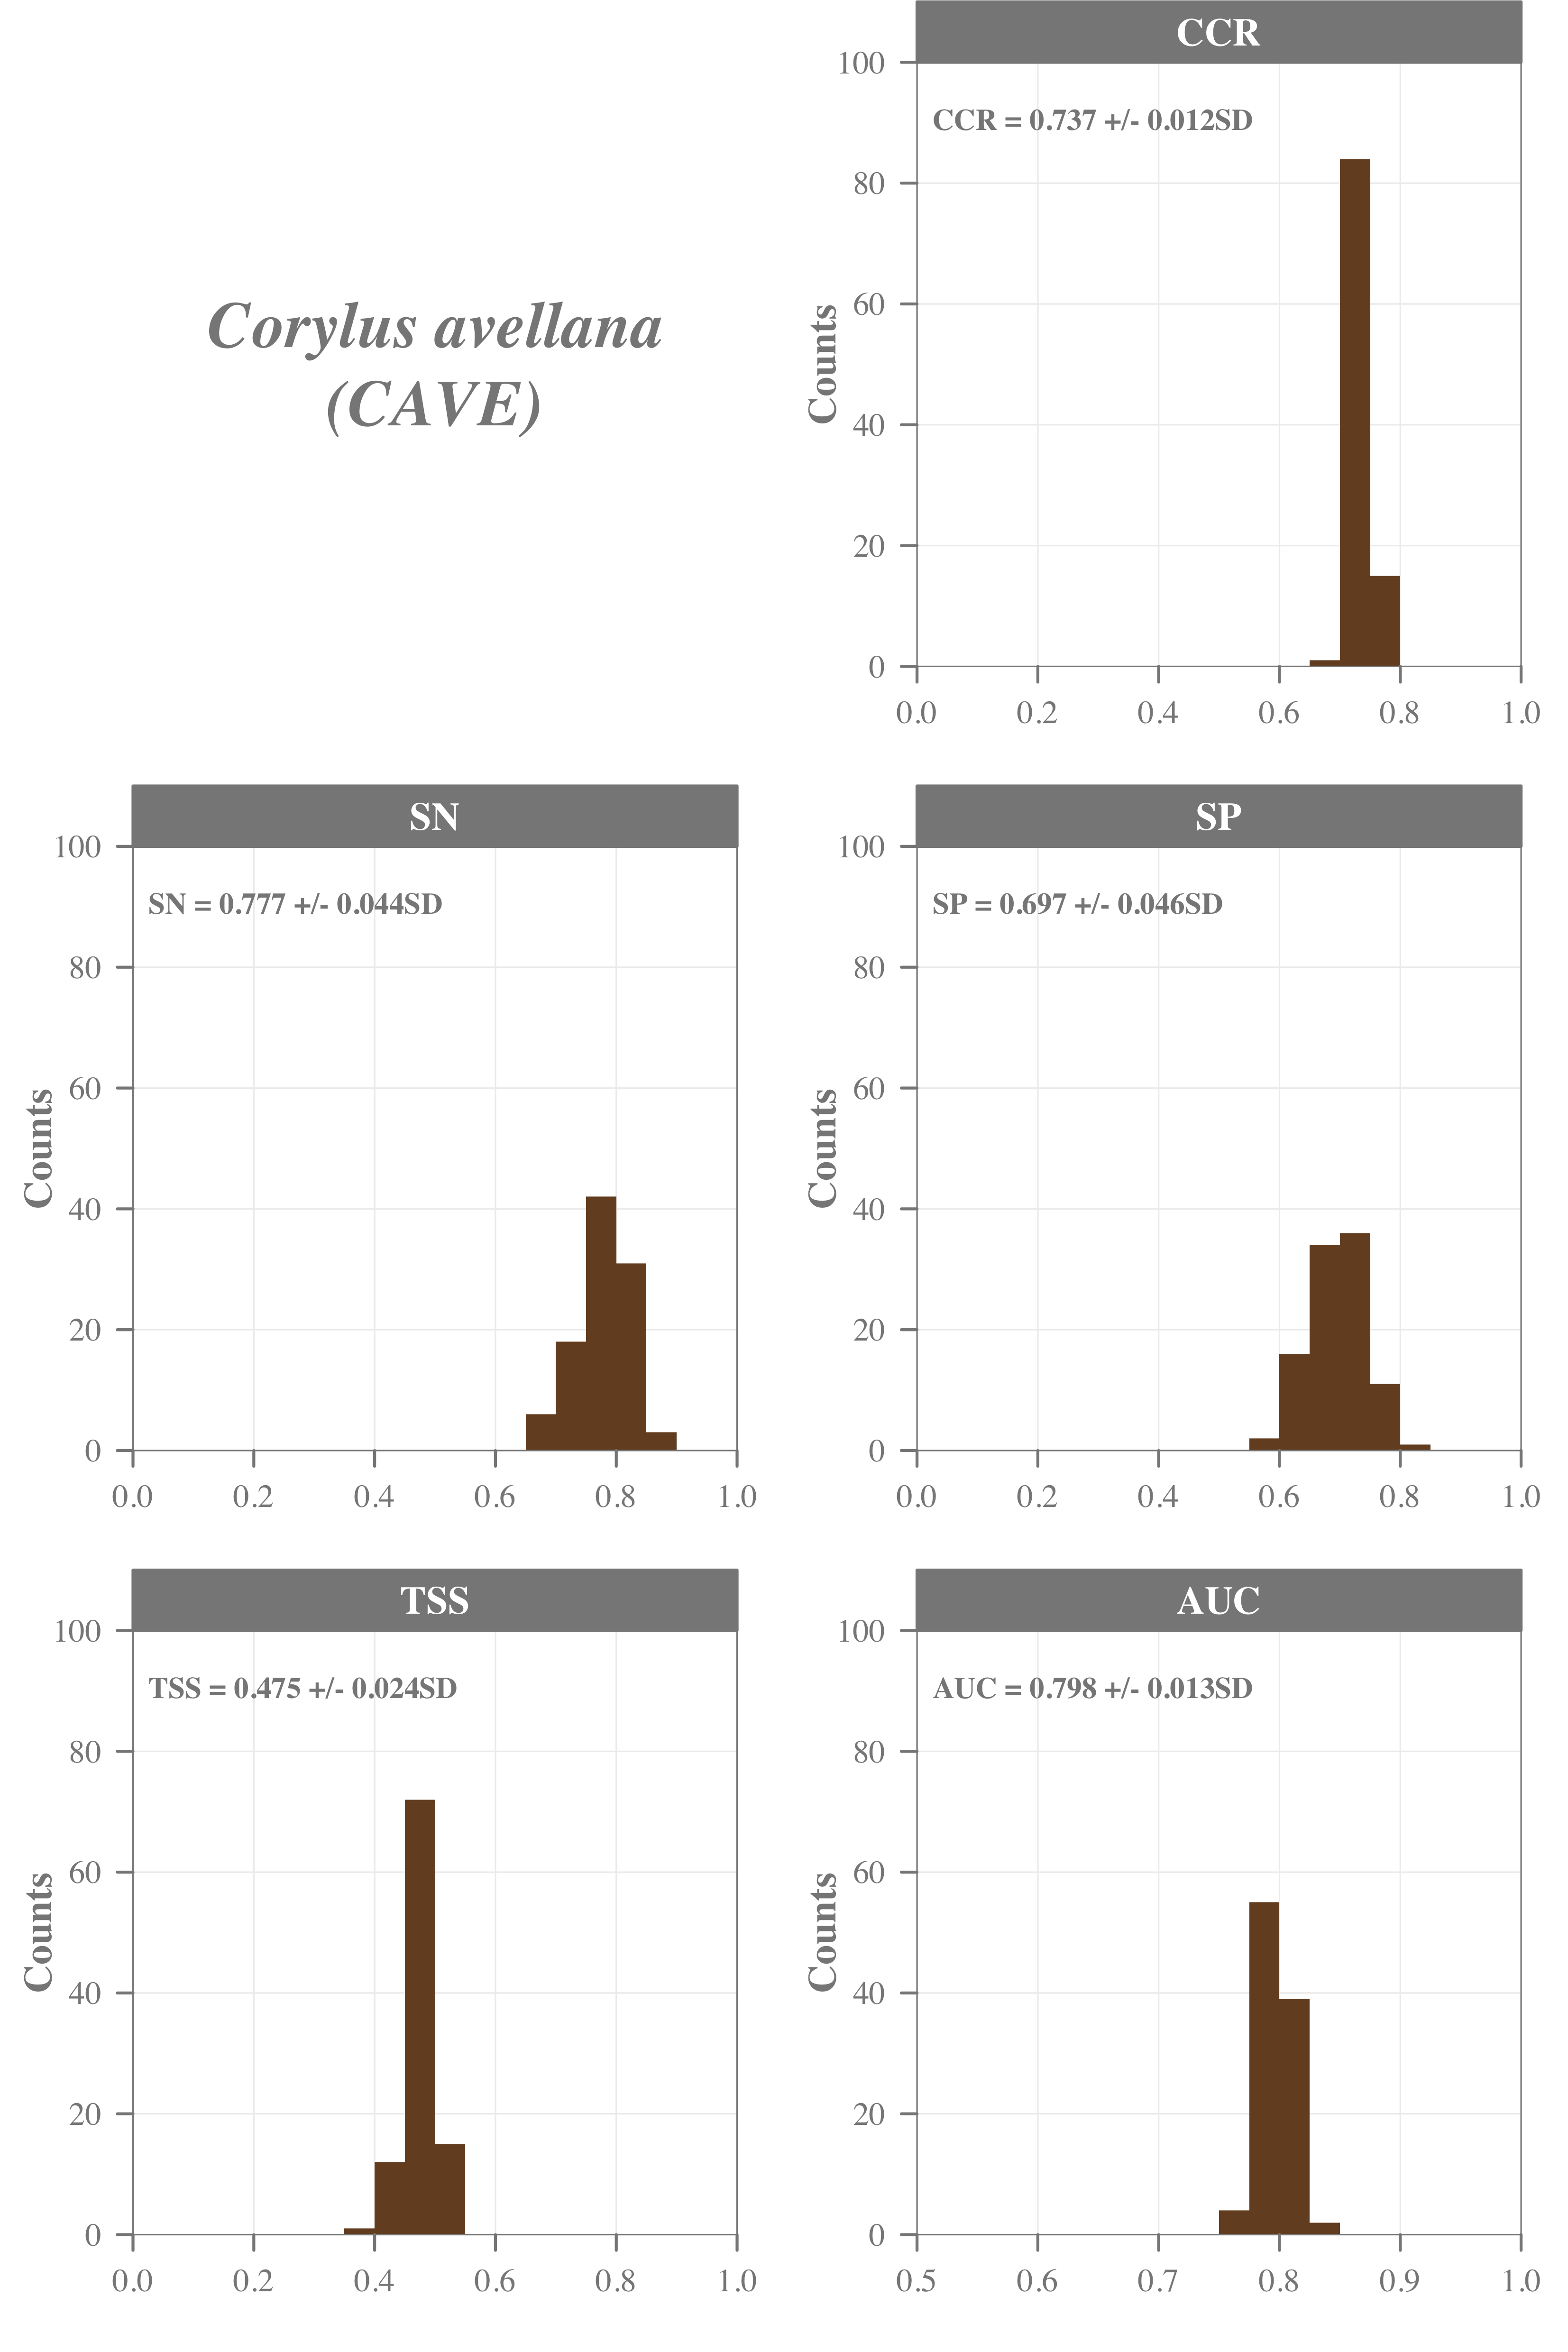 Corylus avellana
(CAVE)
CCR
CCR = 0.737 +/- 0.012SD
Counts
100
80
60
40
20
0
0.0 0.2 0.4 0.6 0.8 1.0
SN
SN = 0.777 +/- 0.044SD
Counts
100
80
60
40
20
0
0.0 0.2 0.4 0.6 0.8 1.0
SP
SP = 0.697 +/- 0.046SD
Counts
100
80
60
40
20
0
0.0 0.2 0.4 0.6 0.8 1.0
TSS
TSS = 0.475 +/- 0.024SD
Counts
100
80
60
40
20
0
0.0 0.2 0.4 0.6 0.8 1.0
AUC
AUC = 0.798 +/- 0.013SD
Counts
100
80
60
40
20
0
0.5 0.6 0.7 0.8 0.9 1.0